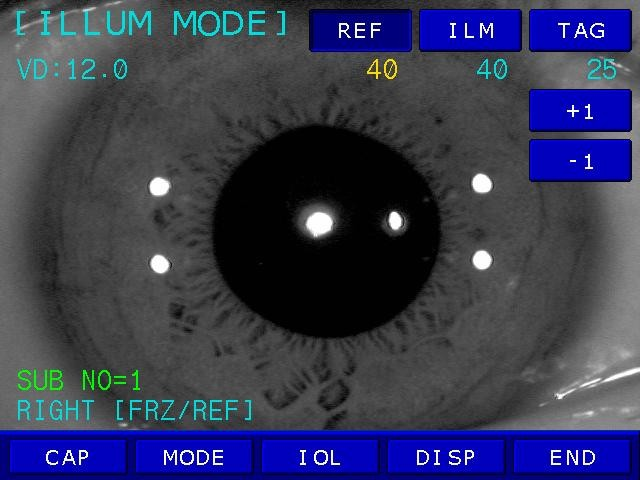 [ILLUM MODE] REF ILM TAG
VD:12.0 40 40 25
+1
-1
SUB NO=1
RIGHT [FRZ/REF]
CAP MODE IOL DISP END